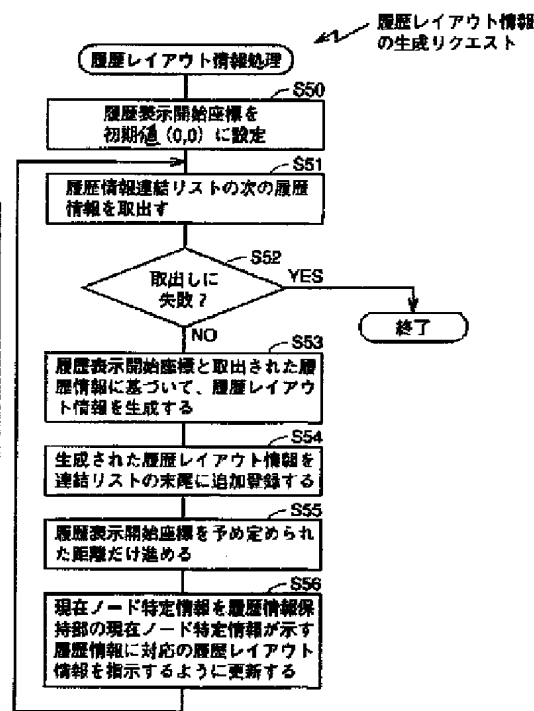 履歴レイアウト情報
の生成リクエスト
履歴レイアウト情報処理
S50
履歴表示開始座標を
初期値 (0,0) に設定
S51
履歴情報連結リストの次の履歴
情報を取出す
S52
取出しに
失敗?
YES
終了
NO
S53
履歴表示開始座標と取出された履
歴情報に基づいて、履歴レイアウ
ト情報を生成する
S54
生成された履歴レイアウト情報を
連結リストの末尾に追加登録する
S55
履歴表示開始座標を予め定められ
た距離だけ進める
S56
現在ノード特定情報を履歴情報保
持部の現在ノード特定情報が示す
履歴情報に対応の履歴レイアウト
情報を指示するように更新する